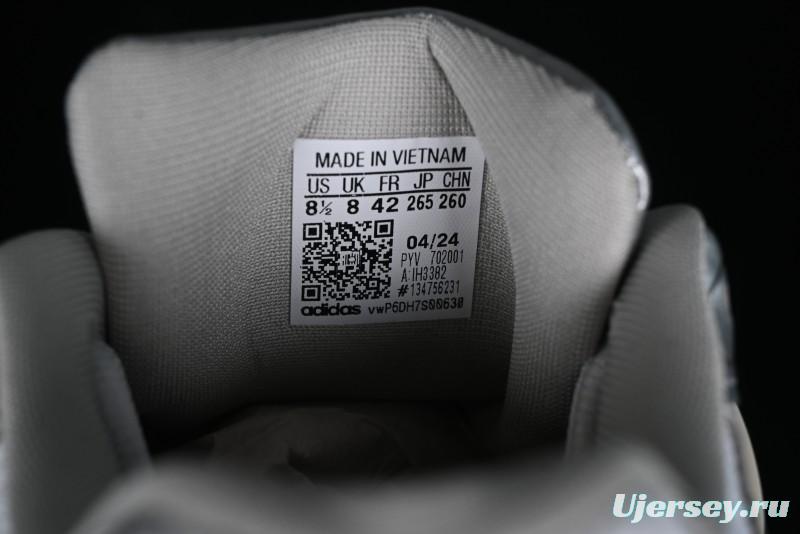 MADE IN VIETNAM
US UK FR JP CHN
8½ 8 42 265 260
04/24
PYV 702001
A:IH3382
#134756231
adidas vwP6DH7S00630
Ujersey.ru